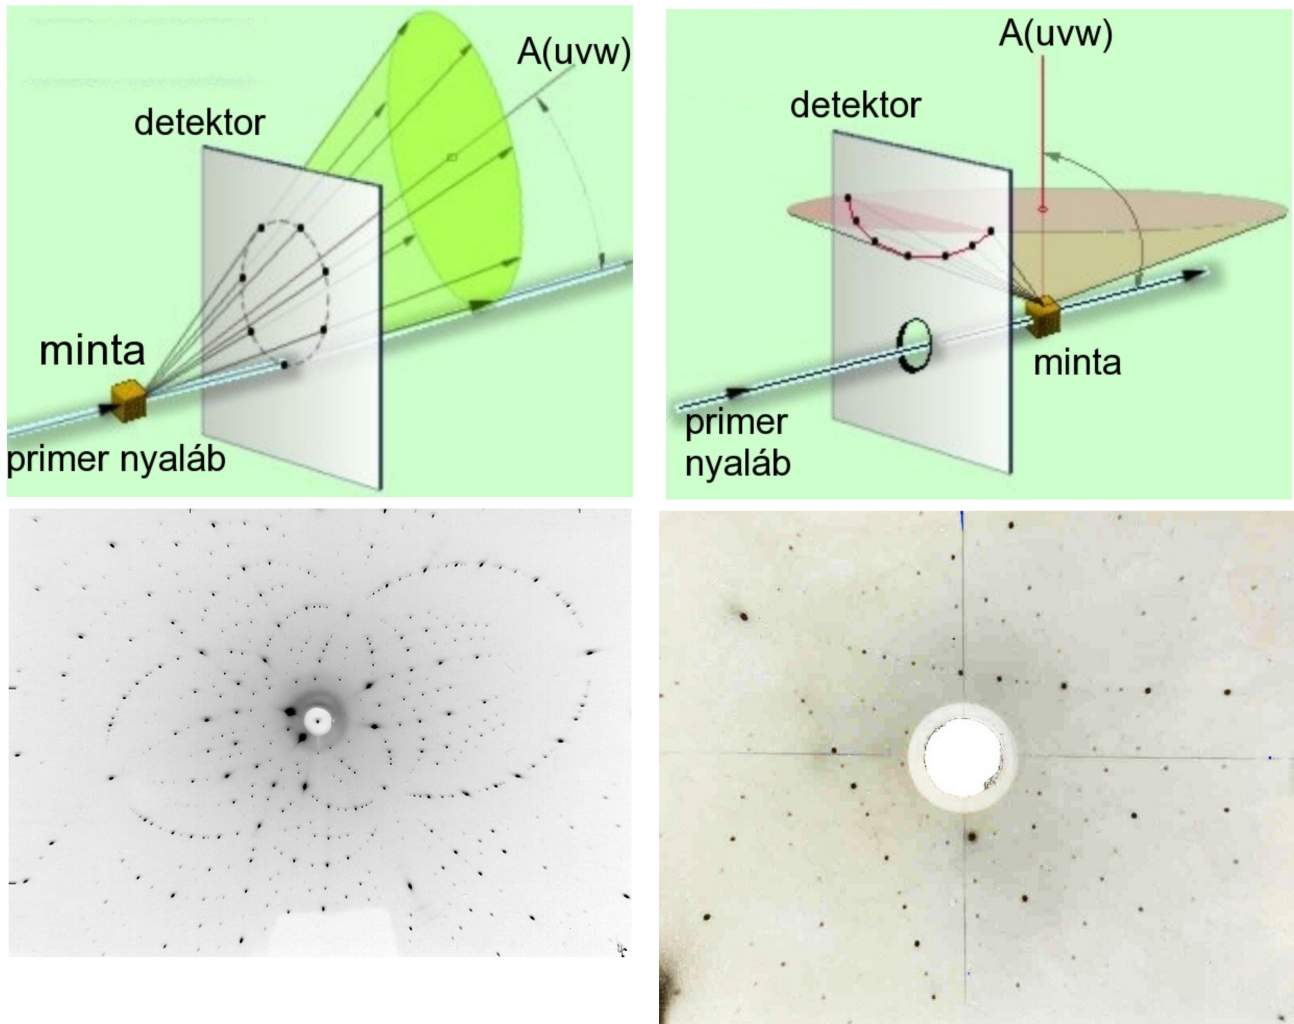 A(uvw)
detektor
minta
primer nyaláb
A(uvw)
detektor
minta
primer
nyaláb